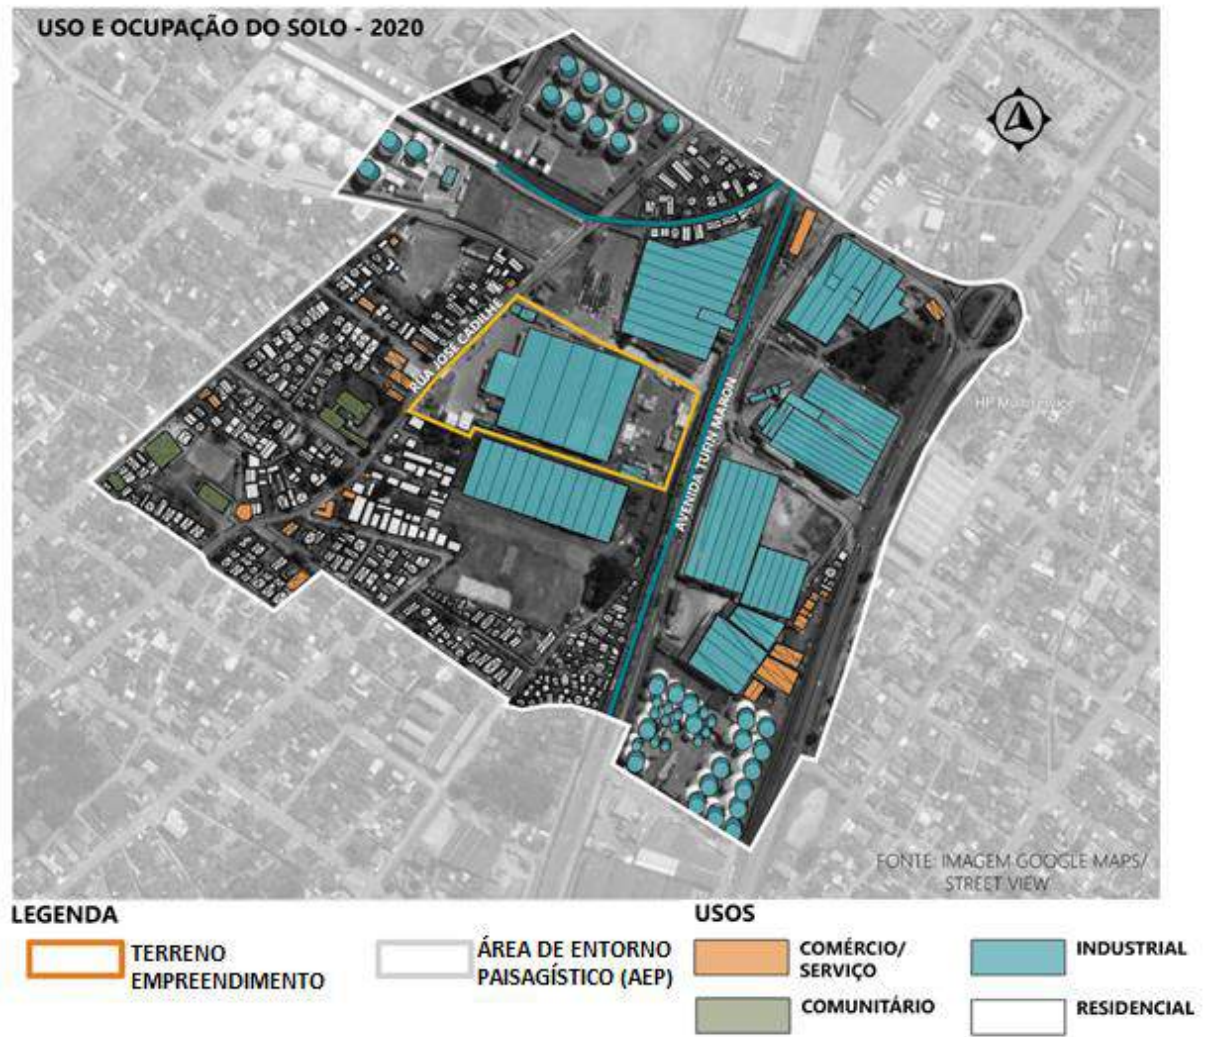 USO E OCUPAÇÃO DO SOLO - 2020
RUA JOSÉ CADILHE
AVENIDA TUFIN MARON
FONTE: IMAGEM GOOGLE MAPS/
STREET VIEW
LEGENDA
TERRENO
EMPREENDIMENTO
ÁREA DE ENTORNO
PAISAGÍSTICO (AEP)
USOS
COMÉRCIO/
SERVIÇO
INDUSTRIAL
COMUNITÁRIO
RESIDENCIAL